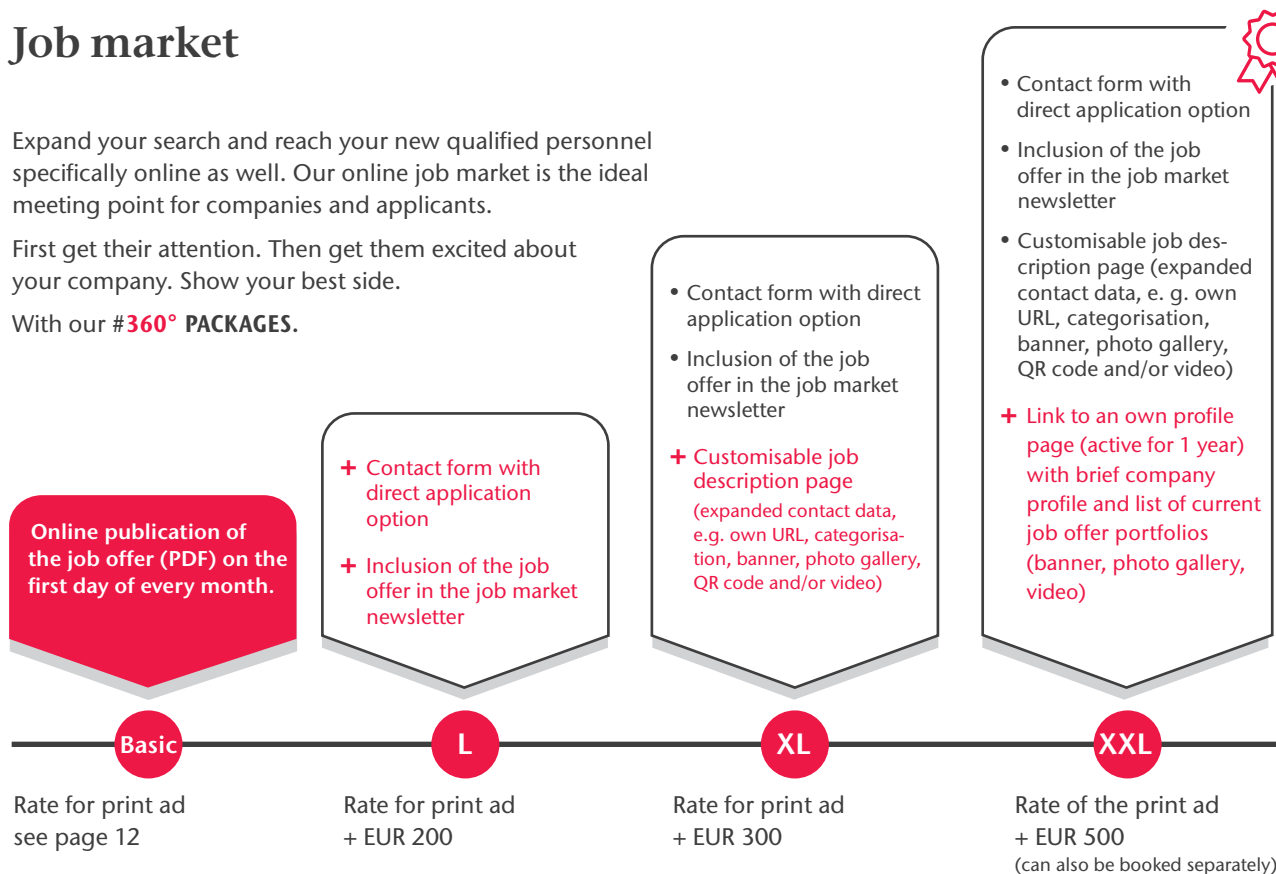 Job market
Expand your search and reach your new qualified personnel
specifically online as well. Our online job market is the ideal
meeting point for companies and applicants.
First get their attention. Then get them excited about
your company. Show your best side.
With our #360° PACKAGES.
Online publication of
the job offer (PDF) on the
first day of every month.
+ Contact form with
direct application
option
+ Inclusion of the job
offer in the job market
newsletter
• Contact form with direct
application option
• Inclusion of the job
offer in the job market
newsletter
+ Customisable job
description page
(expanded contact data,
e.g. own URL, categorisa-
tion, banner, photo gallery,
QR code and/or video)
• Contact form with
direct application option
• Inclusion of the job
offer in the job market
newsletter
• Customisable job des-
cription page (expanded
contact data, e. g. own
URL, categorisation,
banner, photo gallery,
QR code and/or video)
+ Link to an own profile
page (active for 1 year)
with brief company
profile and list of current
job offer portfolios
(banner, photo gallery,
video)
Basic
L
XL
XXL
Rate for print ad
see page 12
Rate for print ad
+ EUR 200
Rate for print ad
+ EUR 300
Rate of the print ad
+ EUR 500
(can also be booked separately)